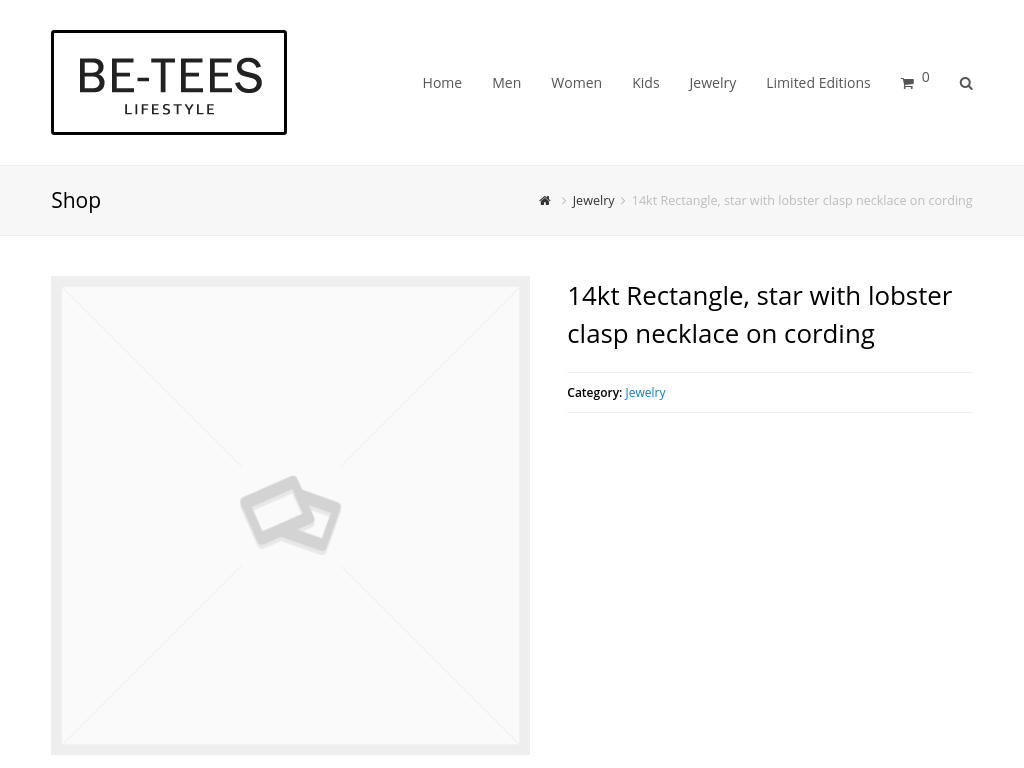 BE-TEES
LIFESTYLE
Home Men Women Kids Jewelry Limited Editions 0
Shop
Jewelry 14kt Rectangle, star with lobster clasp necklace on cording
14kt Rectangle, star with lobster
clasp necklace on cording
Category: Jewelry